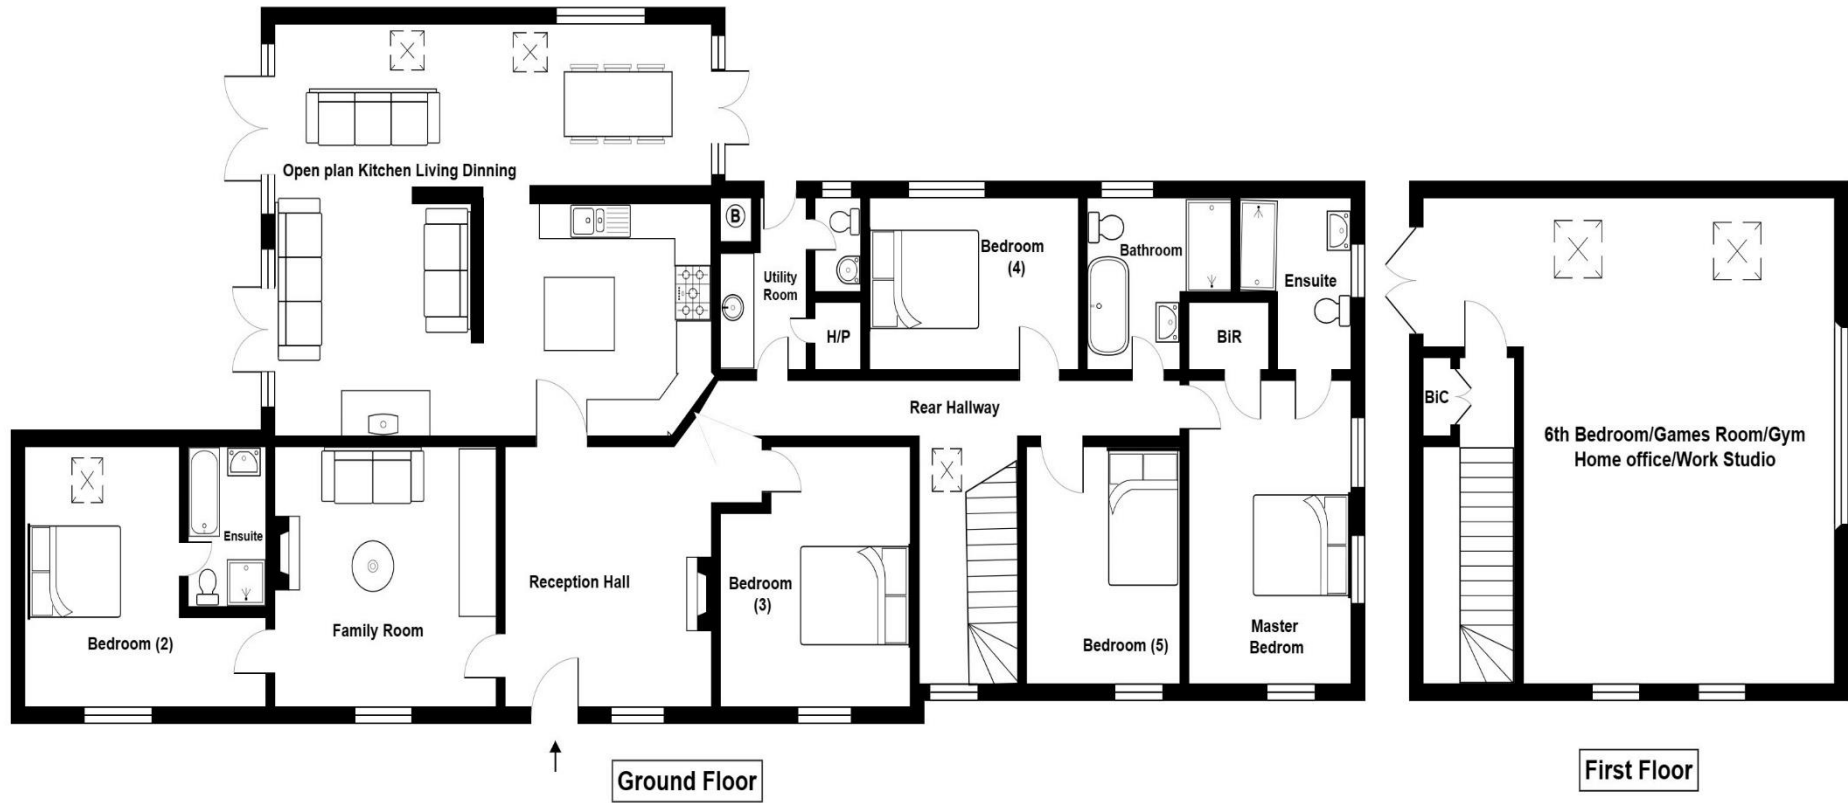 Open plan Kitchen Living Dinning
B
Utility
Room
H/P
Bedroom
(4)
Bathroom
Ensuite
BiR
Rear Hallway
Ensuite
Bedroom (2)
Family Room
Reception Hall
Bedroom
(3)
Bedroom (5)
Master
Bedrom
Ground Floor
BiC
6th Bedroom/Games Room/Gym
Home office/Work Studio
First Floor